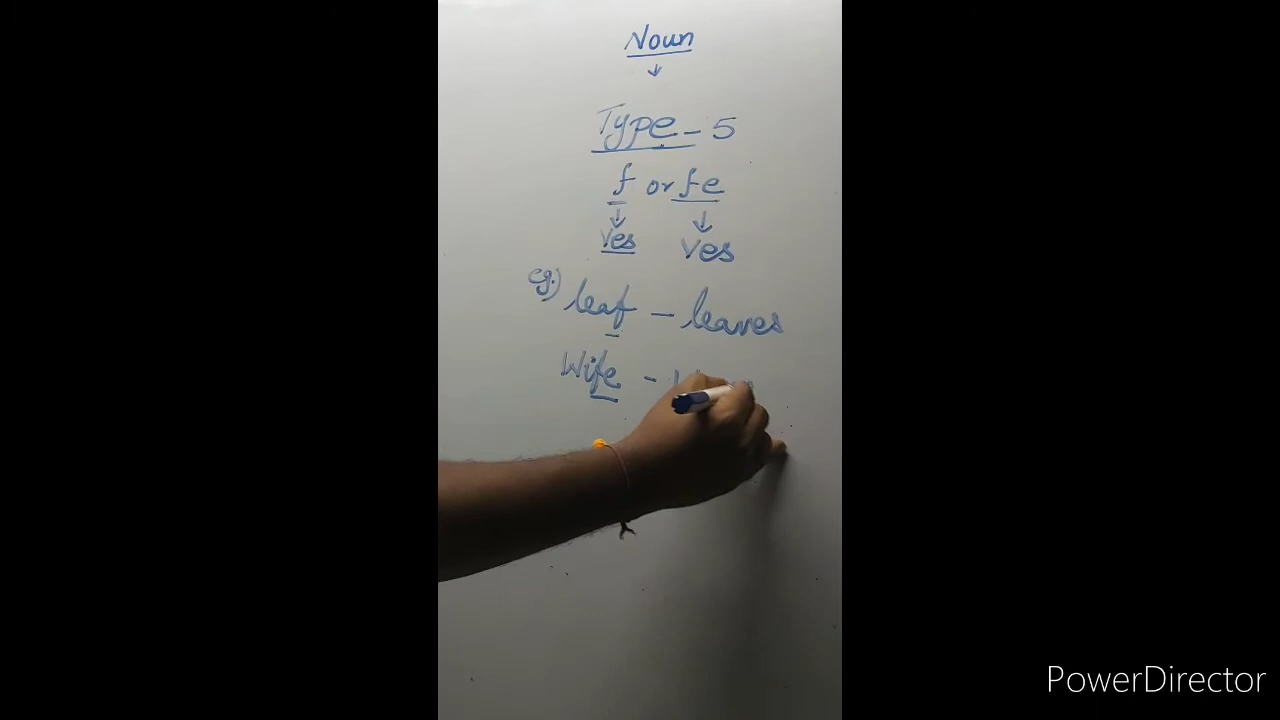 Noun
↓
Type - 5
f or fe
↓ ↓
ves ves
eg.) leaf - leaves
Wife -
PowerDirector